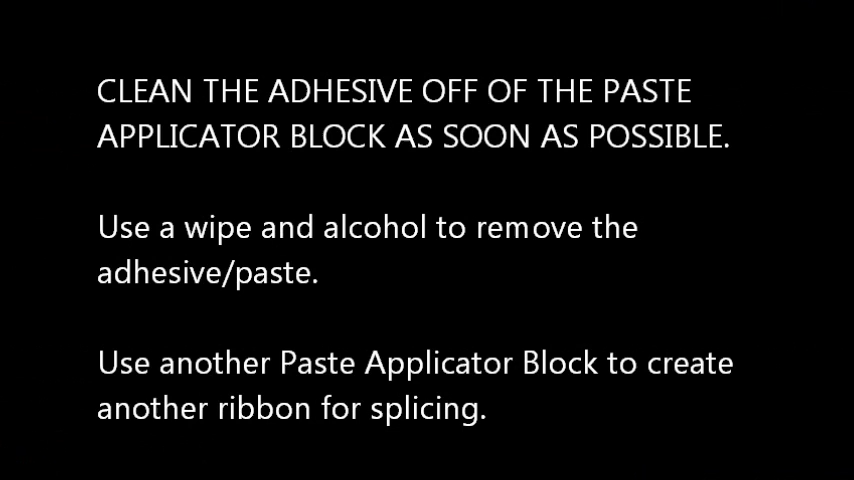 CLEAN THE ADHESIVE OFF OF THE PASTE
APPLICATOR BLOCK AS SOON AS POSSIBLE.
Use a wipe and alcohol to remove the
adhesive/paste.
Use another Paste Applicator Block to create
another ribbon for splicing.